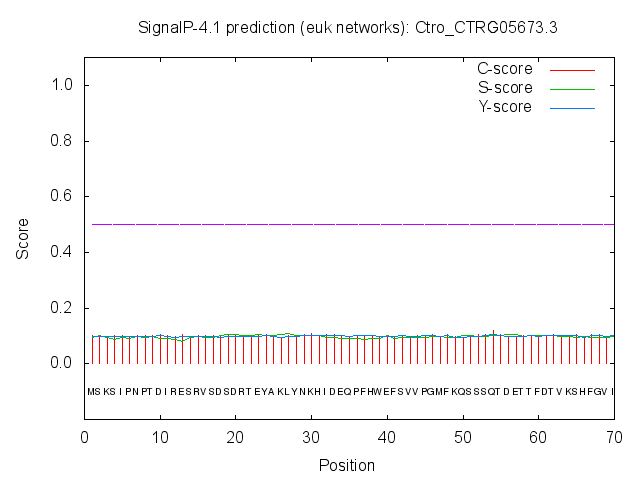 SignalP-4.1 prediction (euk networks): Ctro_CTRG05673.3
C-score
S-score
Y-score
1.0
0.8
0.6
0.4
0.2
0.0
Score
MSKSIPNPTDIRESRVSDSDRTEYAKLYNKHIDEQPFHWEFSVVPGMFKQSSSQTDETTFDTVKSHFGVI
0 10 20 30 40 50 60 70
Position